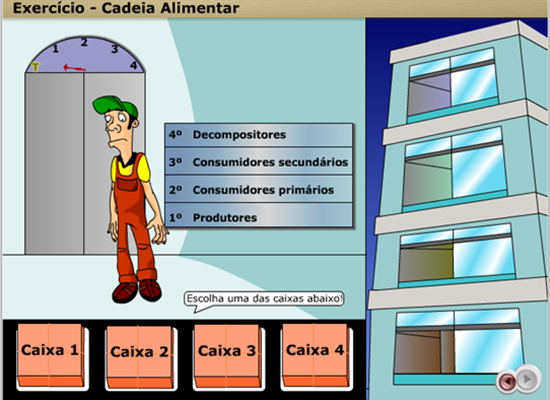 Exercício - Cadeia Alimentar
T 1 2 3 4
4º Decompositores
3º Consumidores secundários
2º Consumidores primários
1º Produtores
Escolha uma das caixas abaixo!
Caixa 1 Caixa 2 Caixa 3 Caixa 4